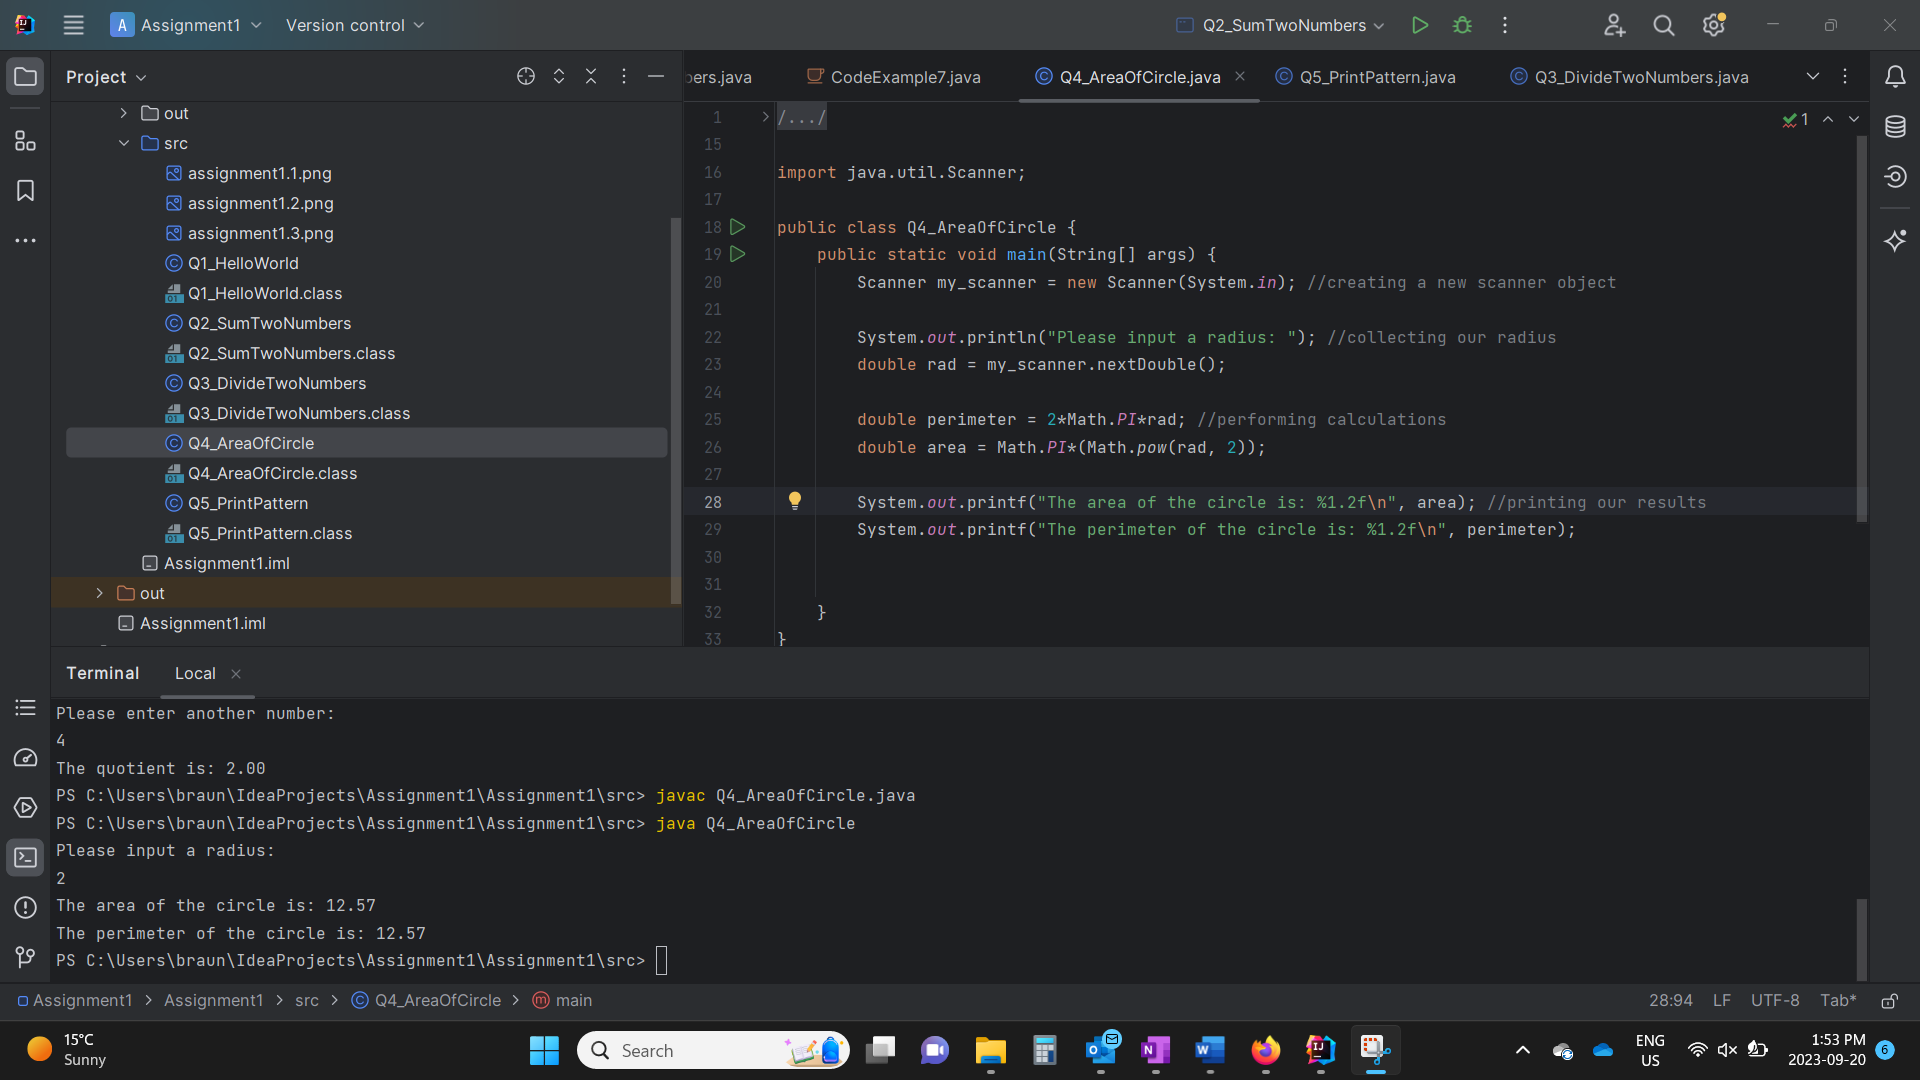 A Assignment1 Version control Q2_SumTwoNumbers
Project
out
src
assignment1.1.png
assignment1.2.png
assignment1.3.png
Q1_HelloWorld
Q1_HelloWorld.class
Q2_SumTwoNumbers
Q2_SumTwoNumbers.class
Q3_DivideTwoNumbers
Q3_DivideTwoNumbers.class
Q4_AreaOfCircle
Q4_AreaOfCircle.class
Q5_PrintPattern
Q5_PrintPattern.class
Assignment1.iml
out
Assignment1.iml
bers.java CodeExample7.java Q4_AreaOfCircle.java Q5_PrintPattern.java Q3_DivideTwoNumbers.java
1 /.../ 1
15
16 import java.util.Scanner;
17
18 public class Q4_AreaOfCircle {
19 public static void main(String[] args) {
20 Scanner my_scanner = new Scanner(System.in); //creating a new scanner object
21
22 System.out.println("Please input a radius: "); //collecting our radius
23 double rad = my_scanner.nextDouble();
24
25 double perimeter = 2*Math.PI*rad; //performing calculations
26 double area = Math.PI*(Math.pow(rad, 2));
27
28 System.out.printf("The area of the circle is: %1.2f\n", area); //printing our results
29 System.out.printf("The perimeter of the circle is: %1.2f\n", perimeter);
30
31
32 }
33 }
Terminal Local
Please enter another number:
4
The quotient is: 2.00
PS C:\Users\braun\IdeaProjects\Assignment1\Assignment1\src> javac Q4_AreaOfCircle.java
PS C:\Users\braun\IdeaProjects\Assignment1\Assignment1\src> java Q4_AreaOfCircle
Please input a radius:
2
The area of the circle is: 12.57
The perimeter of the circle is: 12.57
PS C:\Users\braun\IdeaProjects\Assignment1\Assignment1\src>
Assignment1 > Assignment1 > src > Q4_AreaOfCircle > main 28:94 LF UTF-8 Tab*
15°C
Sunny
Search
ENG
US
1:53 PM
2023-09-20
6